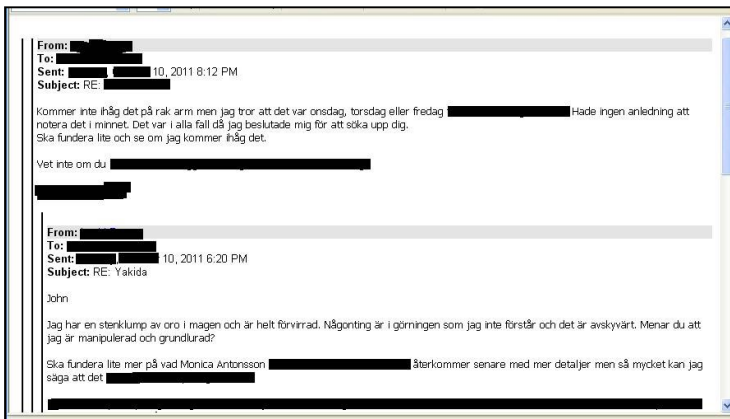 From:
To:
Sent: 10, 2011 8:12 PM
Subject: RE:
Kommer inte ihåg det på rak arm men jag tror att det var onsdag, torsdag eller fredag Hade ingen anledning att
notera det i minnet. Det var i alla fall då jag beslutade mig för att söka upp dig.
Ska fundera lite och se om jag kommer ihåg det.
Vet inte om du
From:
To:
Sent: 10, 2011 6:20 PM
Subject: RE: Yakida
John
Jag har en stenklump av oro i magen och är helt förvirrad. Någonting är i görningen som jag inte förstår och det är avskyvärt. Menar du att
jag är manipulerad och grundlurad?
Ska fundera lite mer på vad Monica Antonsson återkommer senare med mer detaljer men så mycket kan jag
säga att det